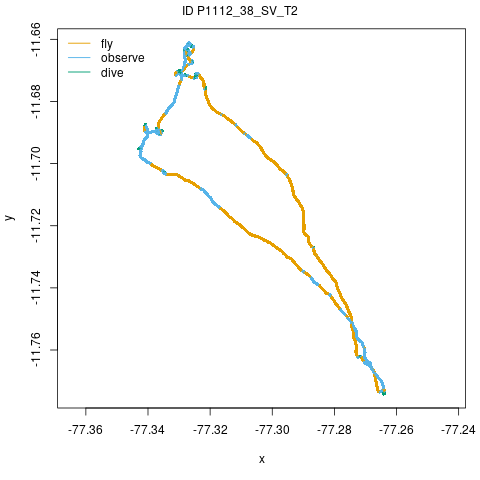 ID P1112_38_SV_T2
fly
observe
dive
-11.66
-11.68
-11.70
-11.72
-11.74
-11.76
y
-77.36 -77.34 -77.32 -77.30 -77.28 -77.26 -77.24
x